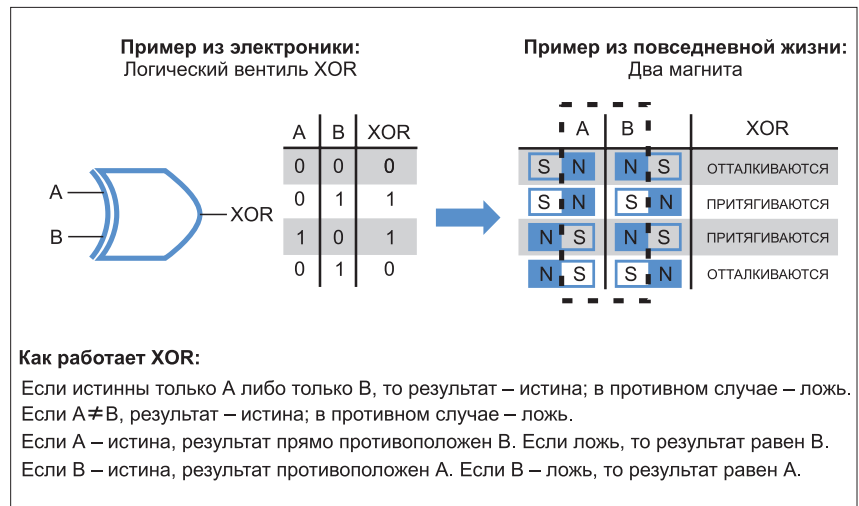 Пример из электроники:
Логический вентиль XOR
A B XOR
0 0 0
0 1 1
1 0 1
0 1 0
A
B
XOR
Пример из повседневной жизни:
Два магнита
A B XOR
S N N S ОТТАЛКИВАЮТСЯ
S N S N ПРИТЯГИВАЮТСЯ
N S N S ПРИТЯГИВАЮТСЯ
N S S N ОТТАЛКИВАЮТСЯ
Как работает XOR:
Если истинны только A либо только B, то результат – истина; в противном случае – ложь.
Если A≠B, результат – истина; в противном случае – ложь.
Если A – истина, результат прямо противоположен B. Если ложь, то результат равен B.
Если B – истина, результат противоположен A. Если B – ложь, то результат равен A.